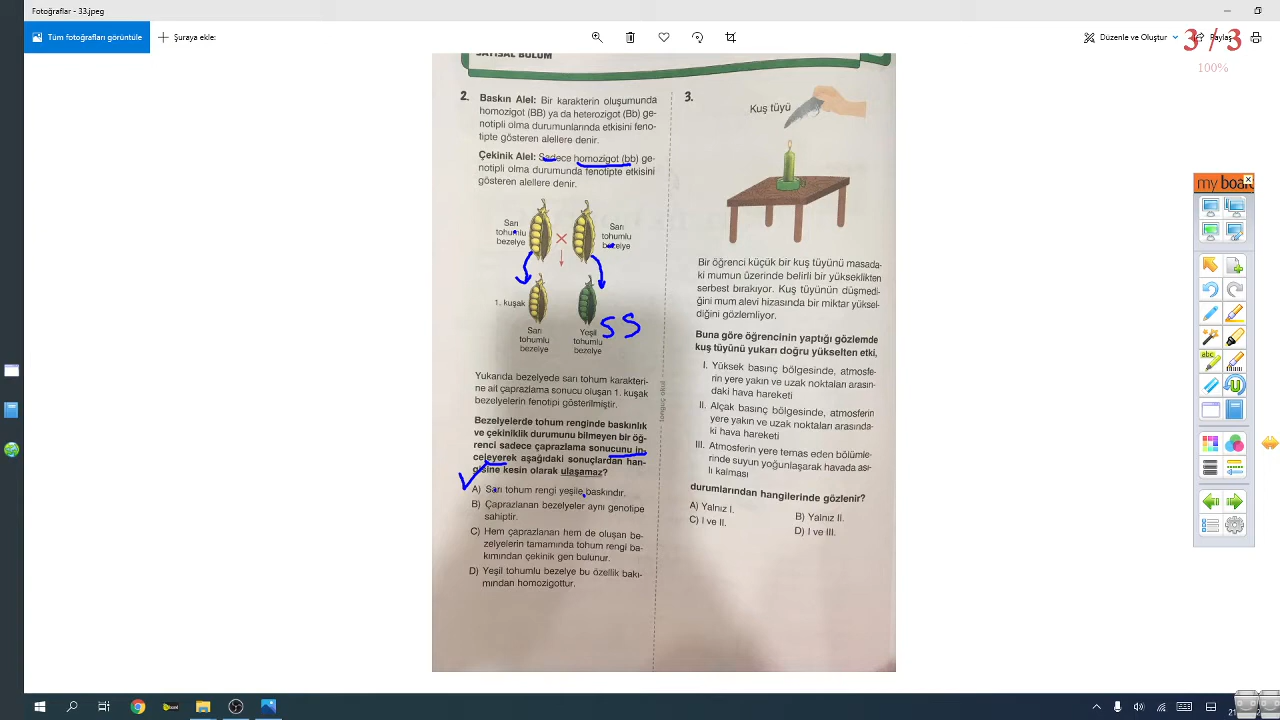 Fotoğraflar - 33.jpeg
Tüm fotoğrafları görüntüle
Şuraya ekle:
Düzenle ve Oluştur
Paylaş
3 / 3
100%
SAYISAL BÖLÜM
2.
Baskın Alel: Bir karakterin oluşumunda
homozigot (BB) ya da heterozigot (Bb) ge-
notipli olma durumunlarında etkisini feno-
tipte gösteren alellere denir.
Çekinik Alel: Sadece homozigot (bb) ge-
notipli olma durumunda fenotipte etkisini
gösteren alellere denir.
Sarı
tohumlu
bezelye
Sarı
tohumlu
bezelye
1. kuşak
Sarı
tohumlu
bezelye
Yeşil
tohumlu
bezelye
SS
Yukarıda bezelyede sarı tohum karakteri-
ne ait çaprazlama sonucu oluşan 1. kuşak
bezelyelerin fenotipi gösterilmiştir.
Bezelyelerde tohum renginde baskınlık
ve çekiniklik durumunu bilmeyen bir öğ-
renci sadece çaprazlama sonucunu in-
celeyerek aşağıdaki sonuçlardan han-
gisine kesin olarak ulaşamaz?
A) Sarı tohum rengi yeşile baskındır.
B) Çaprazlanan bezelyeler aynı genotipe
sahiptir.
C) Hem çaprazlanan hem de oluşan be-
zelyelerin tamamında tohum rengi ba-
kımından çekinik gen bulunur.
D) Yeşil tohumlu bezelye bu özellik bakı-
mından homozigottur.
tonguç okul
3.
Kuş tüyü
Bir öğrenci küçük bir kuş tüyünü masada-
ki mumun üzerinde belirli bir yükseklikten
serbest bırakıyor. Kuş tüyünün düşmedi-
ğini mum alevi hizasında bir miktar yüksel-
diğini gözlemliyor.
Buna göre öğrencinin yaptığı gözlemde
kuş tüyünü yukarı doğru yükselten etki,
I. Yüksek basınç bölgesinde, atmosfe-
rin yere yakın ve uzak noktaları arasın-
daki hava hareketi
II. Alçak basınç bölgesinde, atmosferin
yere yakın ve uzak noktaları arasında-
ki hava hareketi
III. Atmosferin yere temas eden bölümle-
rinde suyun yoğunlaşarak havada ası-
lı kalması
durumlarından hangilerinde gözlenir?
A) Yalnız I.
B) Yalnız II.
C) I ve II.
D) I ve III.
my board
abc